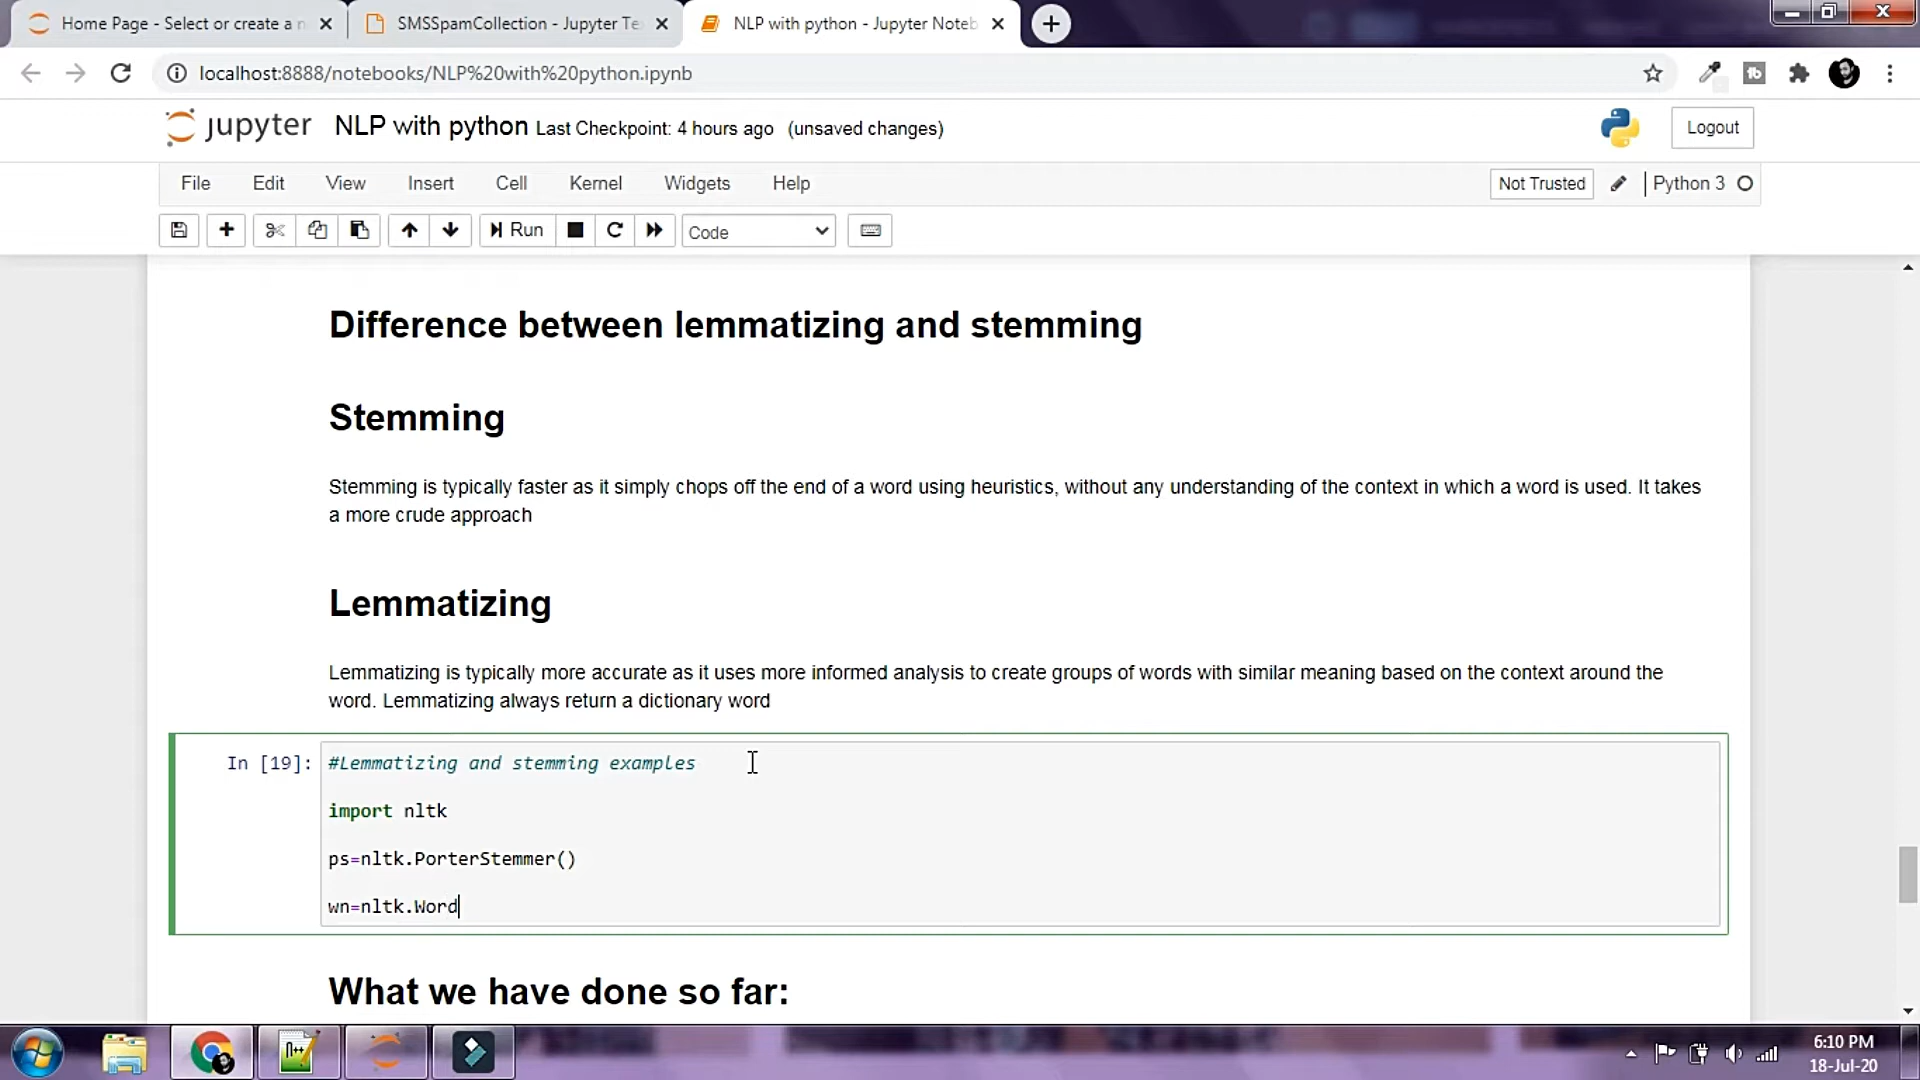 Home Page - Select or create a n
SMSSpamCollection - Jupyter Te
NLP with python - Jupyter Noteb
localhost:8888/notebooks/NLP%20with%20python.ipynb
jupyter NLP with python Last Checkpoint: 4 hours ago (unsaved changes)
Logout
File Edit View Insert Cell Kernel Widgets Help
Not Trusted
Python 3
Run
Code
Difference between lemmatizing and stemming
Stemming
Stemming is typically faster as it simply chops off the end of a word using heuristics, without any understanding of the context in which a word is used. It takes
a more crude approach
Lemmatizing
Lemmatizing is typically more accurate as it uses more informed analysis to create groups of words with similar meaning based on the context around the
word. Lemmatizing always return a dictionary word
In [19]: #Lemmatizing and stemming examples
import nltk
ps=nltk.PorterStemmer()
wn=nltk.Word
What we have done so far:
6:10 PM
18-Jul-20